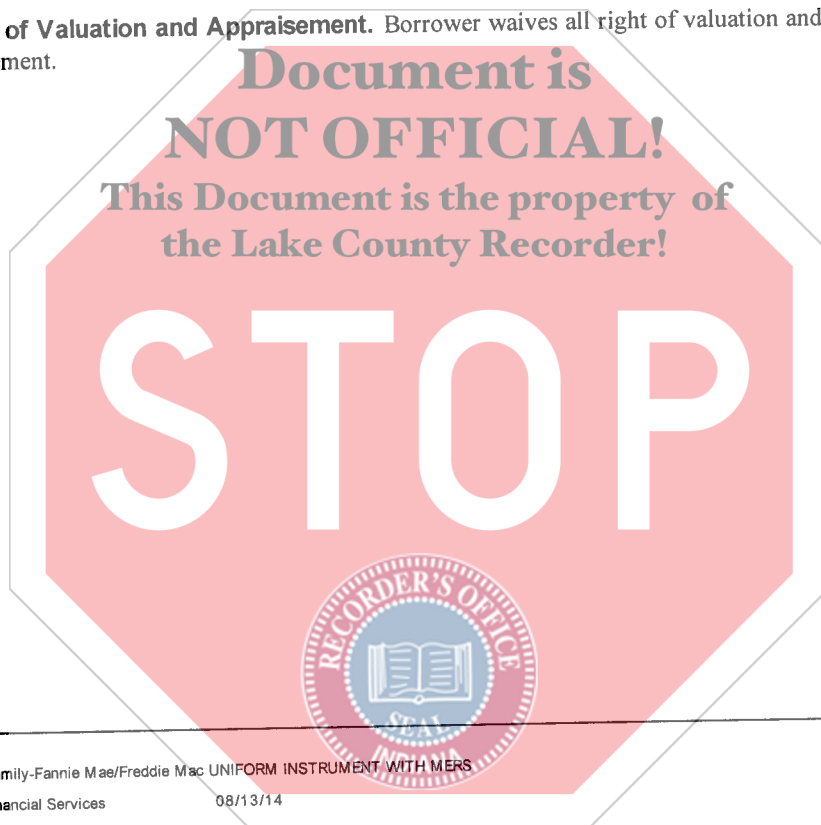 of Valuation and Appraisement. Borrower waives all right of valuation and
ment.
Document is
NOT OFFICIAL!
This Document is the property of
the Lake County Recorder!
STOP
RECORDER'S OFFICE
SEAL
INDIANA
mily-Fannie Mae/Freddie Mac UNIFORM INSTRUMENT WITH MERS
nancial Services 08/13/14